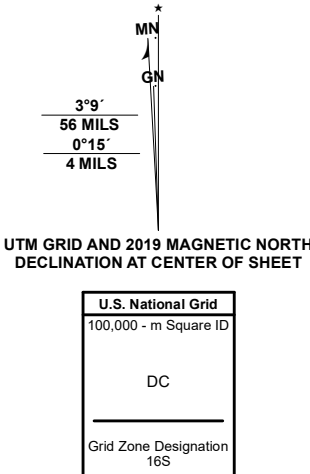 MN
GN
3°9´
56 MILS
0°15´
4 MILS
UTM GRID AND 2019 MAGNETIC NORTH
DECLINATION AT CENTER OF SHEET
U.S. National Grid
100,000 - m Square ID
DC
Grid Zone Designation
16S